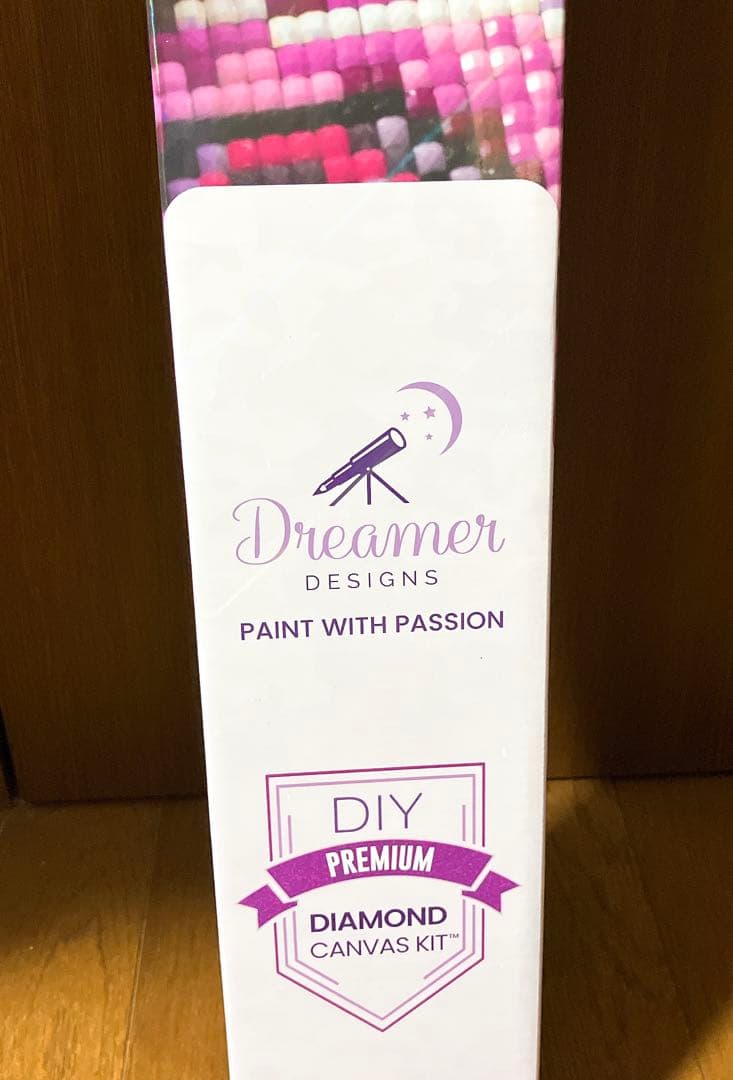 Dreamer
DESIGNS
PAINT WITH PASSION
DIY
PREMIUM
DIAMOND
CANVAS KIT™